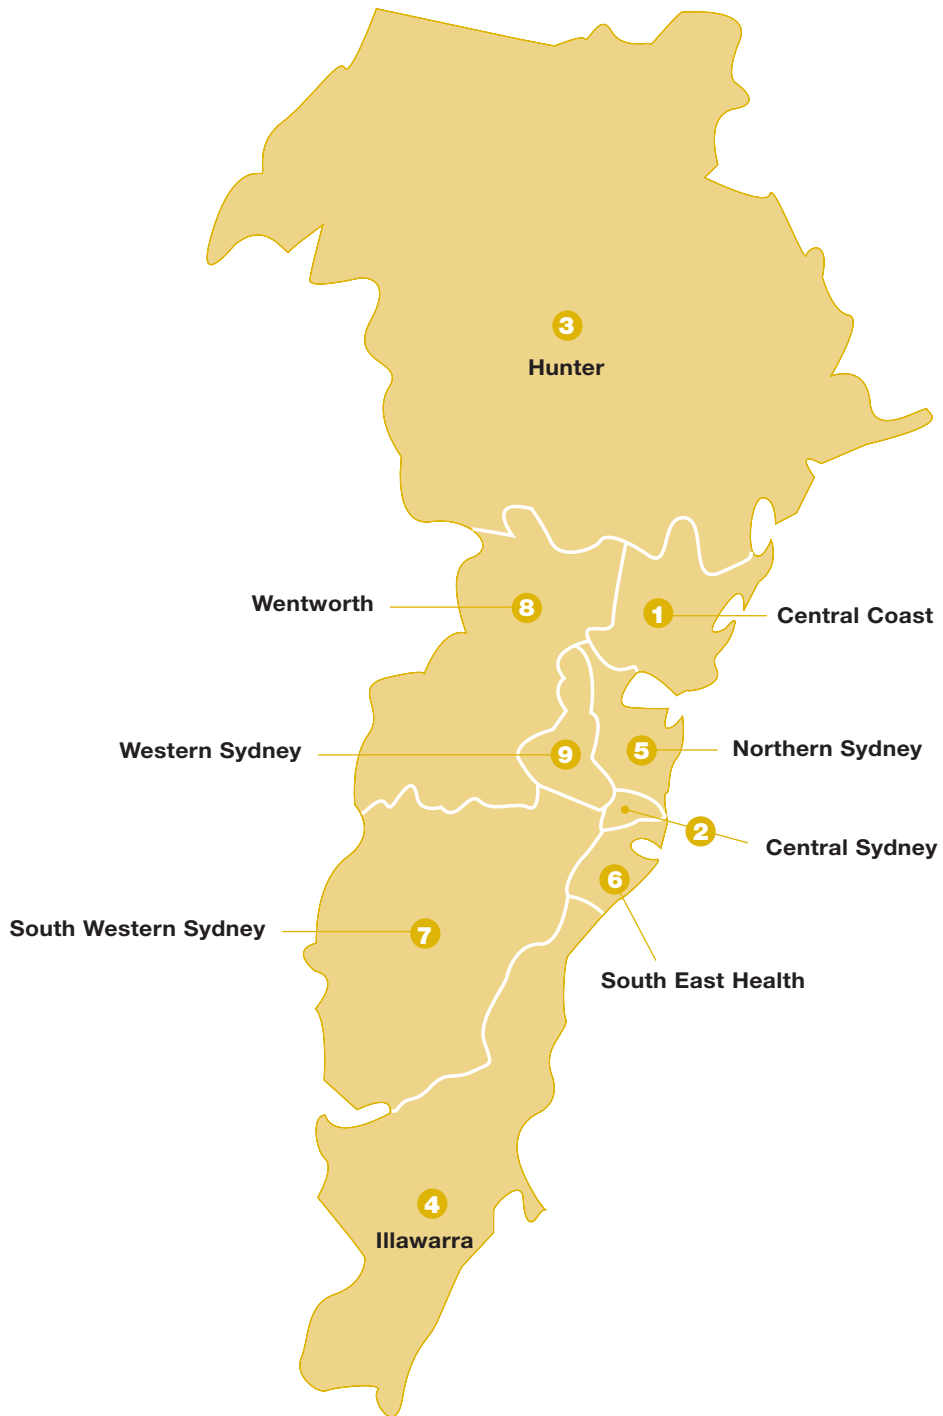 3
Hunter
Wentworth
8
1
Central Coast
Western Sydney
9
5
Northern Sydney
2
Central Sydney
6
South Western Sydney
7
South East Health
4
Illawarra